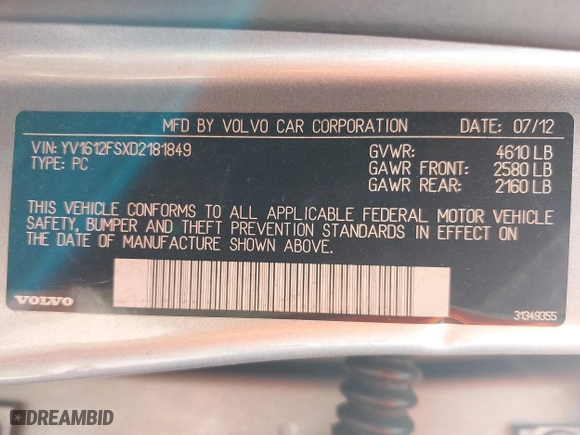 MFD BY VOLVO CAR CORPORATION DATE: 07/12
VIN: YV1612FSXD2181849 GVWR: 4610 LB
TYPE: PC GAWR FRONT: 2580 LB
GAWR REAR: 2160 LB
THIS VEHICLE CONFORMS TO ALL APPLICABLE FEDERAL MOTOR VEHICLE
SAFETY, BUMPER AND THEFT PREVENTION STANDARDS IN EFFECT ON
THE DATE OF MANUFACTURE SHOWN ABOVE.
VOLVO 31349355
DREAMBID